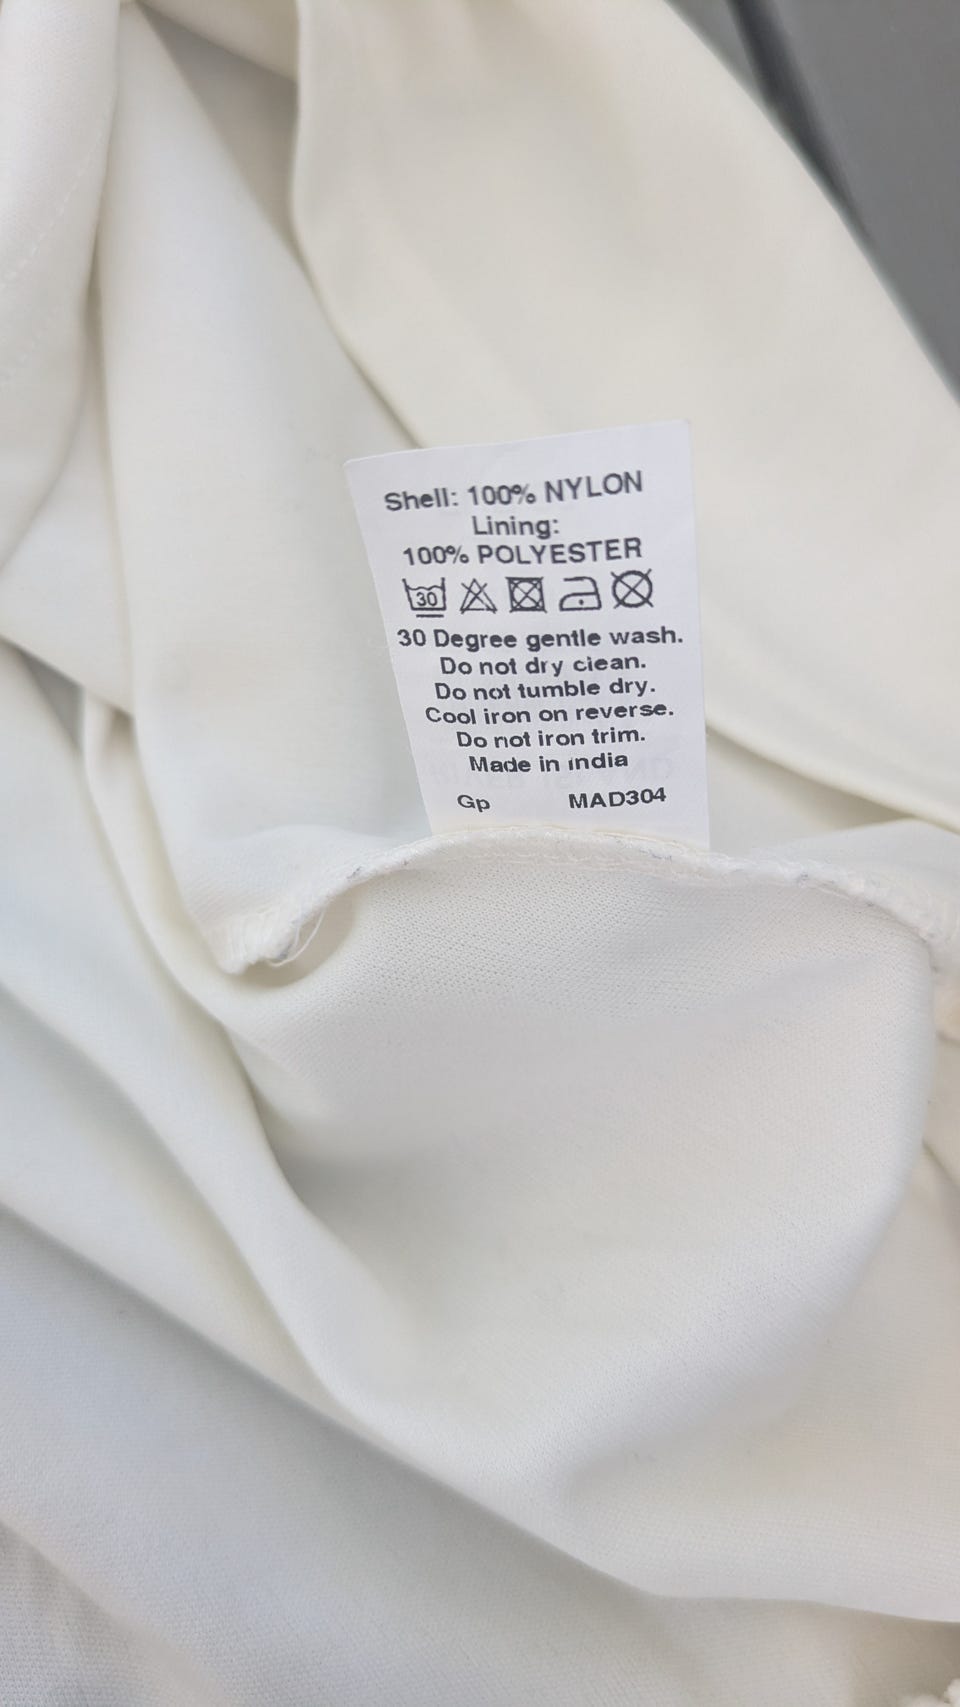 Shell: 100% NYLON
Lining:
100% POLYESTER
30
30 Degree gentle wash.
Do not dry clean.
Do not tumble dry.
Cool iron on reverse.
Do not iron trim.
Made in india
Gp MAD304